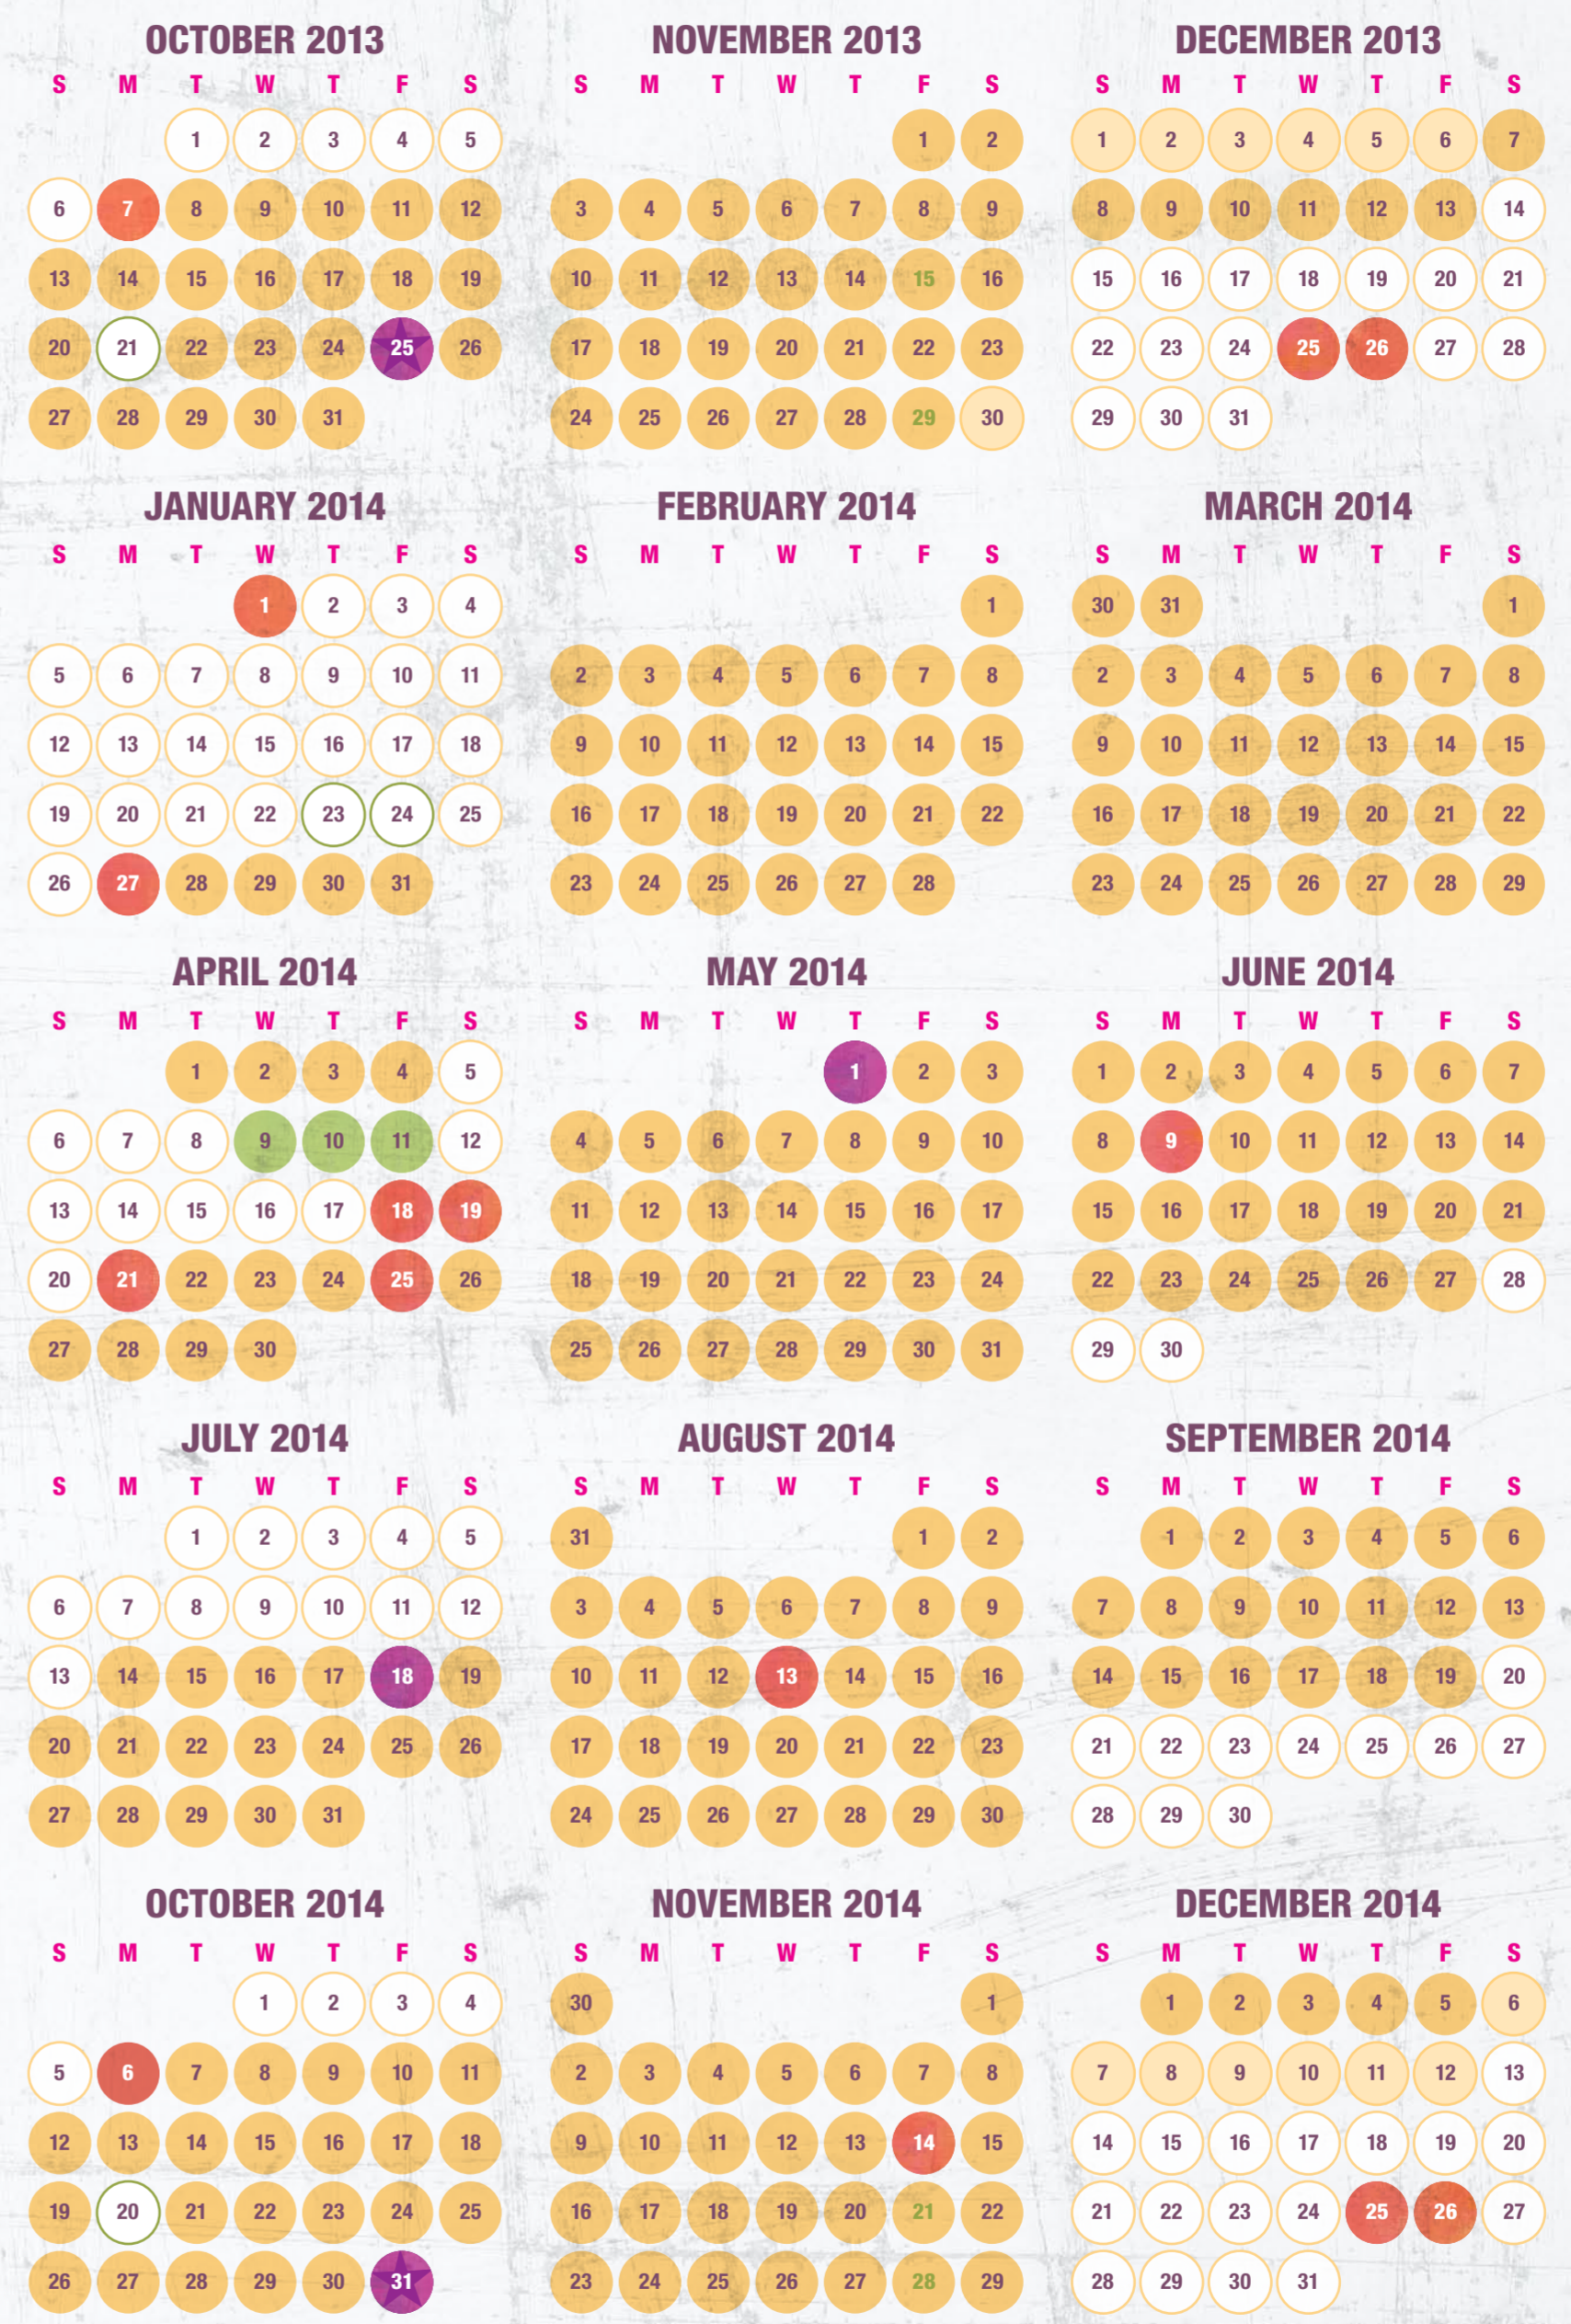 OCTOBER 2013
S M T W T F S
1 2 3 4 5
6 7 8 9 10 11 12
13 14 15 16 17 18 19
20 21 22 23 24 25 26
27 28 29 30 31
NOVEMBER 2013
S M T W T F S
1 2
3 4 5 6 7 8 9
10 11 12 13 14 15 16
17 18 19 20 21 22 23
24 25 26 27 28 29 30
DECEMBER 2013
S M T W T F S
1 2 3 4 5 6 7
8 9 10 11 12 13 14
15 16 17 18 19 20 21
22 23 24 25 26 27 28
29 30 31
JANUARY 2014
S M T W T F S
1 2 3 4
5 6 7 8 9 10 11
12 13 14 15 16 17 18
19 20 21 22 23 24 25
26 27 28 29 30 31
FEBRUARY 2014
S M T W T F S
1
2 3 4 5 6 7 8
9 10 11 12 13 14 15
16 17 18 19 20 21 22
23 24 25 26 27 28
MARCH 2014
S M T W T F S
30 31 1
2 3 4 5 6 7 8
9 10 11 12 13 14 15
16 17 18 19 20 21 22
23 24 25 26 27 28 29
APRIL 2014
S M T W T F S
1 2 3 4 5
6 7 8 9 10 11 12
13 14 15 16 17 18 19
20 21 22 23 24 25 26
27 28 29 30
MAY 2014
S M T W T F S
1 2 3
4 5 6 7 8 9 10
11 12 13 14 15 16 17
18 19 20 21 22 23 24
25 26 27 28 29 30 31
JUNE 2014
S M T W T F S
1 2 3 4 5 6 7
8 9 10 11 12 13 14
15 16 17 18 19 20 21
22 23 24 25 26 27 28
29 30
JULY 2014
S M T W T F S
1 2 3 4 5
6 7 8 9 10 11 12
13 14 15 16 17 18 19
20 21 22 23 24 25 26
27 28 29 30 31
AUGUST 2014
S M T W T F S
31 1 2
3 4 5 6 7 8 9
10 11 12 13 14 15 16
17 18 19 20 21 22 23
24 25 26 27 28 29 30
SEPTEMBER 2014
S M T W T F S
1 2 3 4 5 6
7 8 9 10 11 12 13
14 15 16 17 18 19 20
21 22 23 24 25 26 27
28 29 30
OCTOBER 2014
S M T W T F S
1 2 3 4
5 6 7 8 9 10 11
12 13 14 15 16 17 18
19 20 21 22 23 24 25
26 27 28 29 30 31
NOVEMBER 2014
S M T W T F S
30 1
2 3 4 5 6 7 8
9 10 11 12 13 14 15
16 17 18 19 20 21 22
23 24 25 26 27 28 29
DECEMBER 2014
S M T W T F S
1 2 3 4 5 6
7 8 9 10 11 12 13
14 15 16 17 18 19 20
21 22 23 24 25 26 27
28 29 30 31